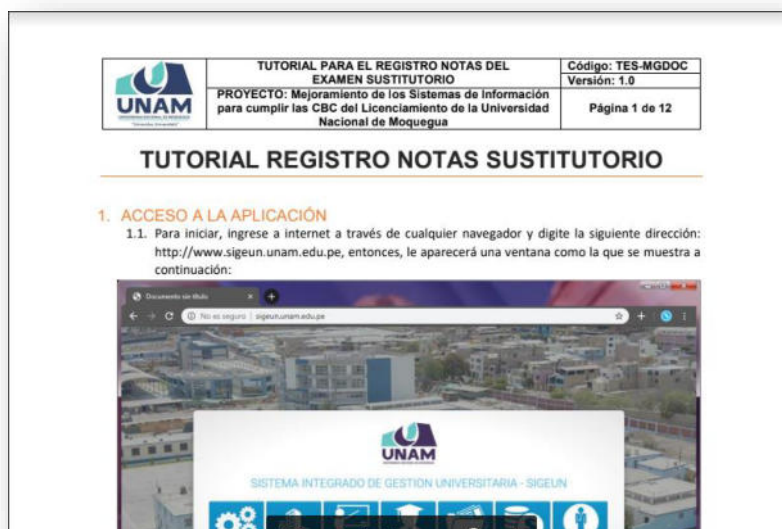 UNAM
TUTORIAL PARA EL REGISTRO NOTAS DEL
EXAMEN SUSTITUTORIO
Código: TES-MGDOC
Versión: 1.0
PROYECTO: Mejoramiento de los Sistemas de Información
para cumplir las CBC del Licenciamiento de la Universidad
Nacional de Moquegua
Página 1 de 12
TUTORIAL REGISTRO NOTAS SUSTITUTORIO
1. ACCESO A LA APLICACIÓN
1.1. Para iniciar, ingrese a internet a través de cualquier navegador y digite la siguiente dirección:
http://www.sigeun.unam.edu.pe, entonces, le aparecerá una ventana como la que se muestra a
continuación:
Documento sin título
No es seguro | sigeun.unam.edu.pe
UNAM
SISTEMA INTEGRADO DE GESTION UNIVERSITARIA - SIGEUN